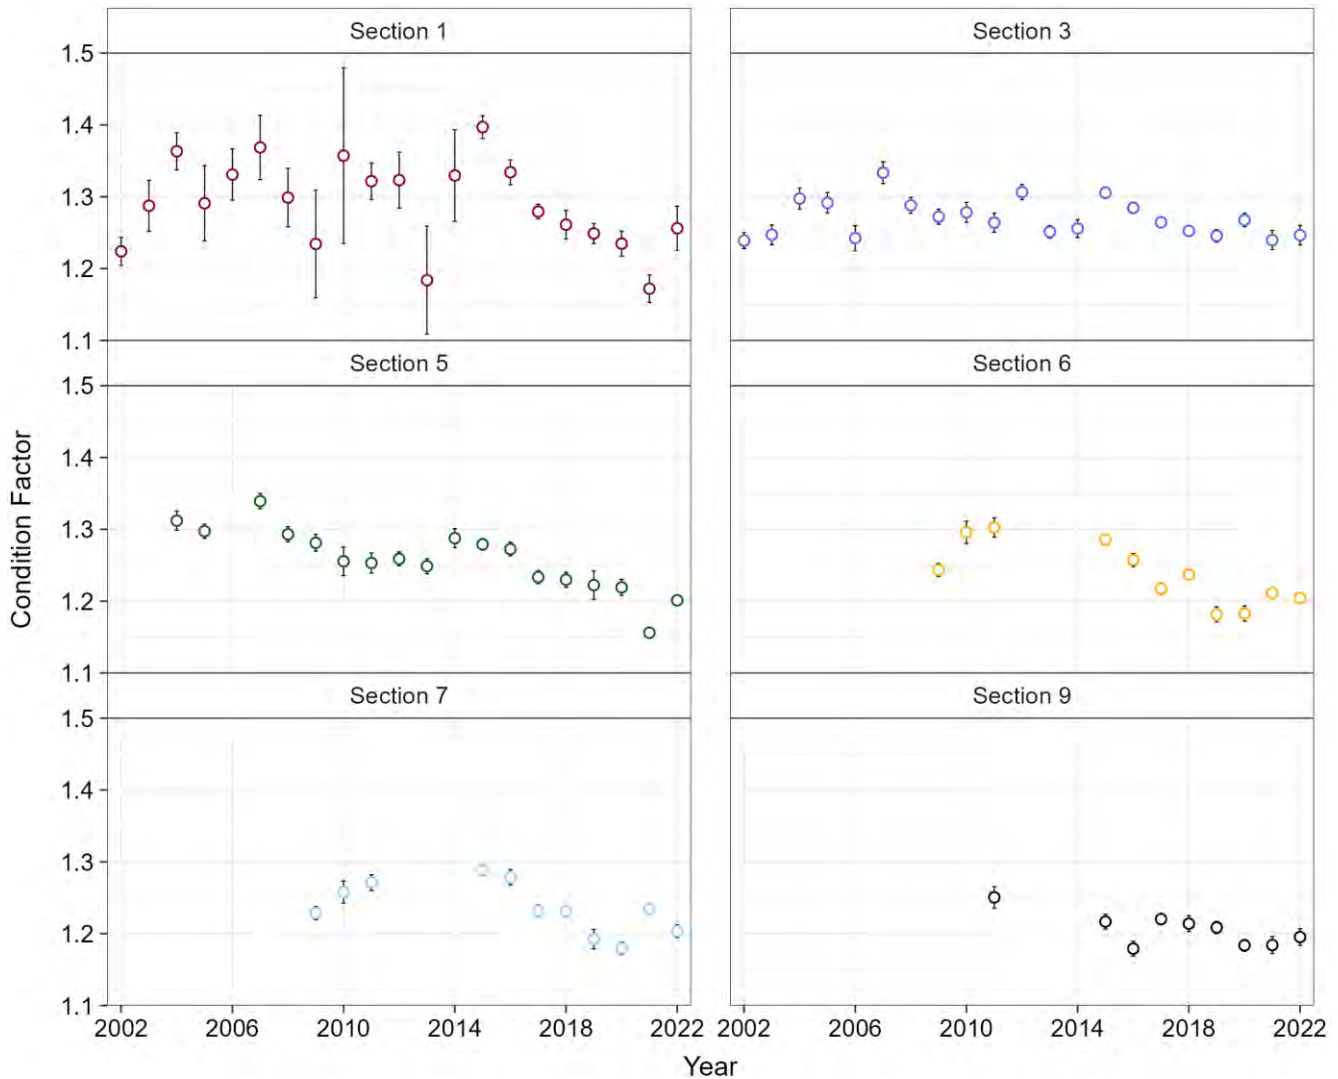 Section 1
Section 3
1.5
1.4
1.3
1.2
1.1
Section 5
Section 6
1.5
1.4
1.3
1.2
1.1
Section 7
Section 9
1.5
1.4
1.3
1.2
1.1
Condition Factor
2002 2006 2010 2014 2018 2022 2002 2006 2010 2014 2018 2022
Year